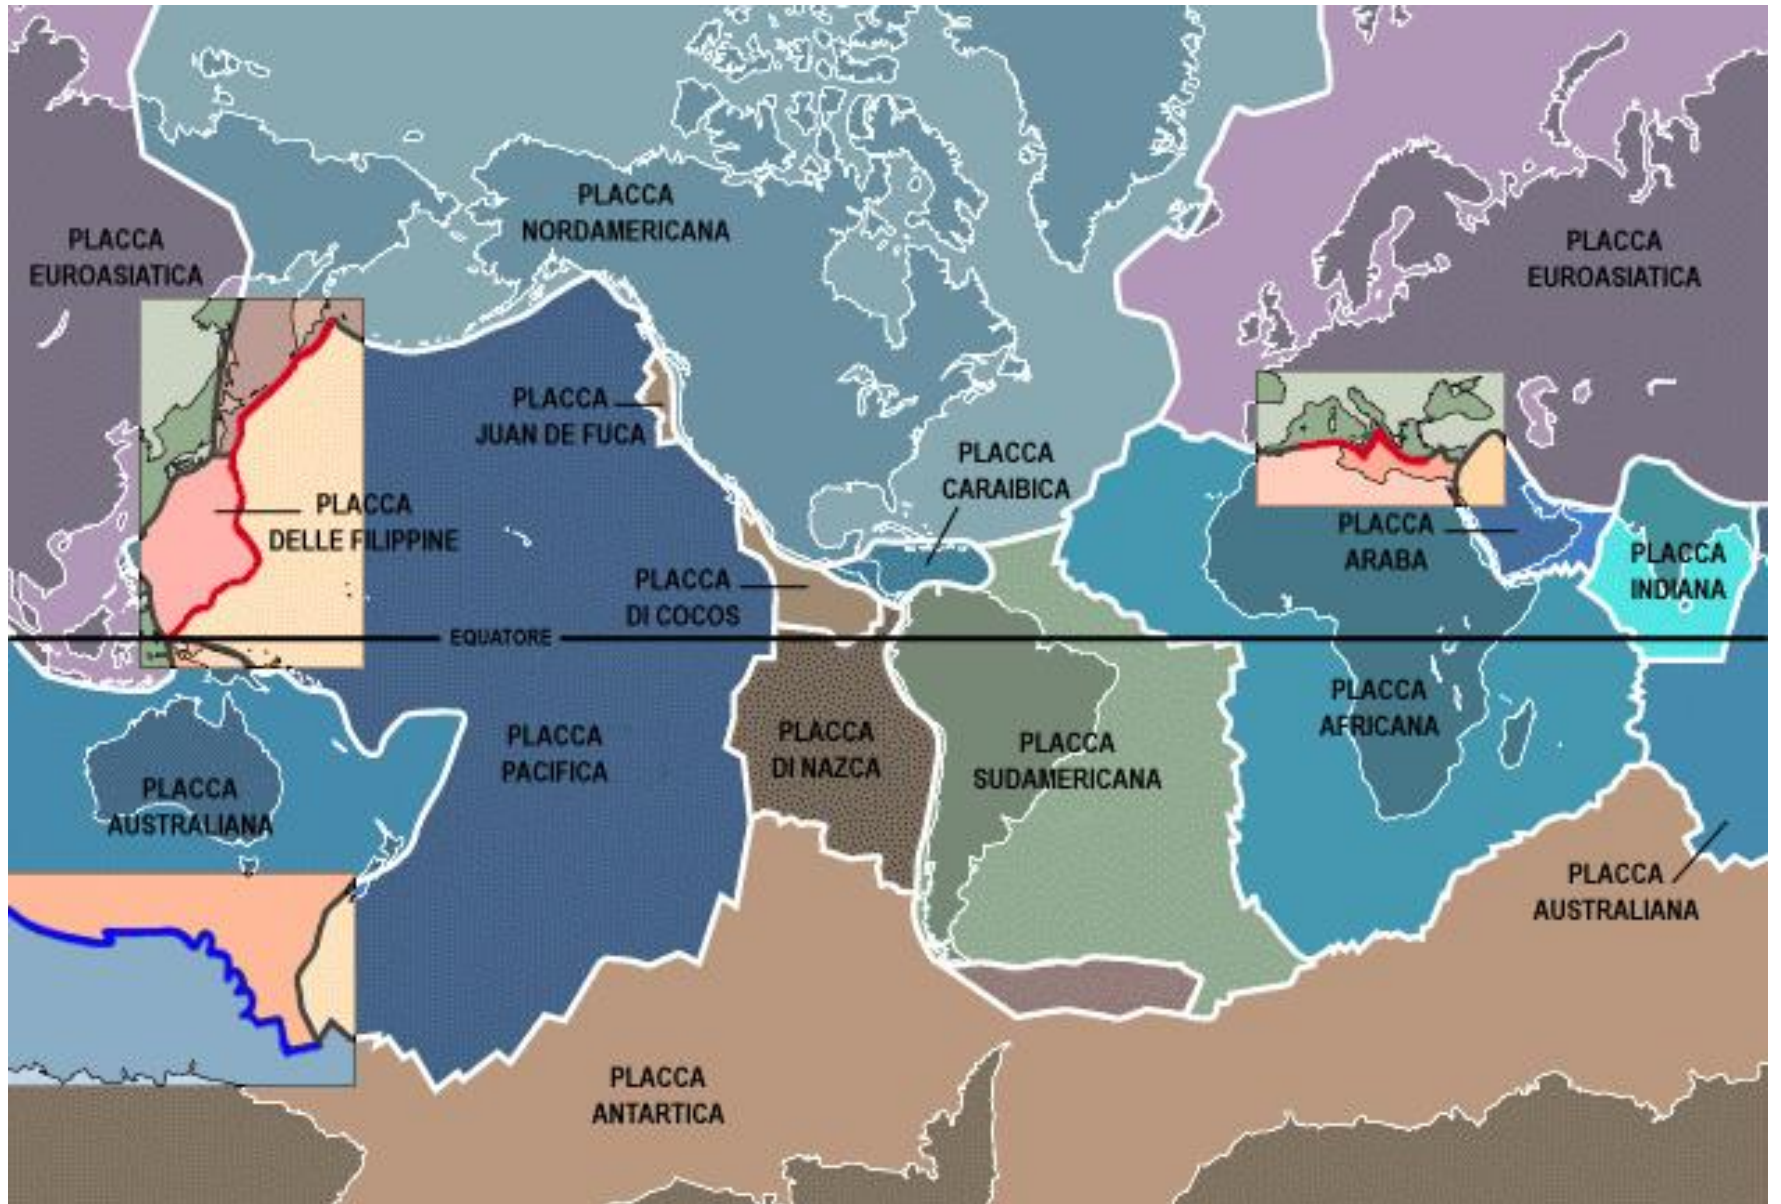 PLACCA
NORDAMERICANA
PLACCA
EUROASIATICA
PLACCA
EUROASIATICA
PLACCA
JUAN DE FUCA
PLACCA
CARAIBICA
PLACCA
DELLE FILIPPINE
PLACCA
ARABA
PLACCA
INDIANA
PLACCA
DI COCOS
EQUATORE
PLACCA
AFRICANA
PLACCA
PACIFICA
PLACCA
DI NAZCA
PLACCA
SUDAMERICANA
PLACCA
AUSTRALIANA
PLACCA
AUSTRALIANA
PLACCA
ANTARTICA